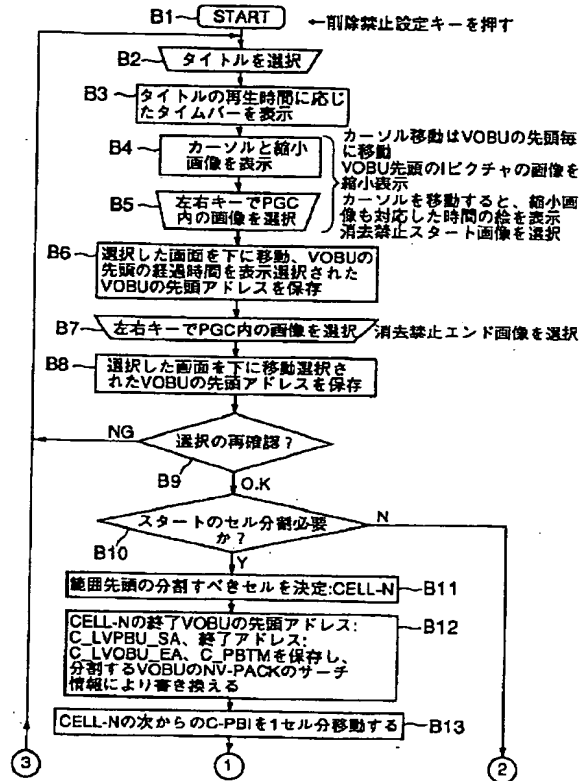 B1
START
←削除禁止設定キーを押す
B2
タイトルを選択
B3
タイトルの再生時間に応じ
たタイムバーを表示
B4
カーソルと縮小
画像を表示
カーソル移動はVOBUの先頭毎
に移動
VOBU先頭のIピクチャの画像を
縮小表示
カーソルを移動すると、縮小画
像も対応した時間の絵を表示
消去禁止スタート画像を選択
B5
左右キーでPGC
内の画像を選択
B6
選択した画面を下に移動、VOBUの
先頭の経過時間を表示選択された
VOBUの先頭アドレスを保存
B7
左右キーでPGC内の画像を選択
消去禁止エンド画像を選択
B8
選択した画面を下に移動選択さ
れたVOBUの先頭アドレスを保存
NG
選択の再確認?
B9
O.K
スタートのセル分割必要
か?
N
B10
Y
範囲先頭の分割すべきセルを決定:CELL-N
B11
CELL-Nの終了VOBUの先頭アドレス:
C_LVPBU_SA、終了アドレス:
C_LVOBU_EA、C_PBTMを保存し、
分割するVOBUのNV-PACKのサーチ
情報により書き換える
B12
CELL-Nの次からのC-PBIを1セル分移動する
B13
3
1
2